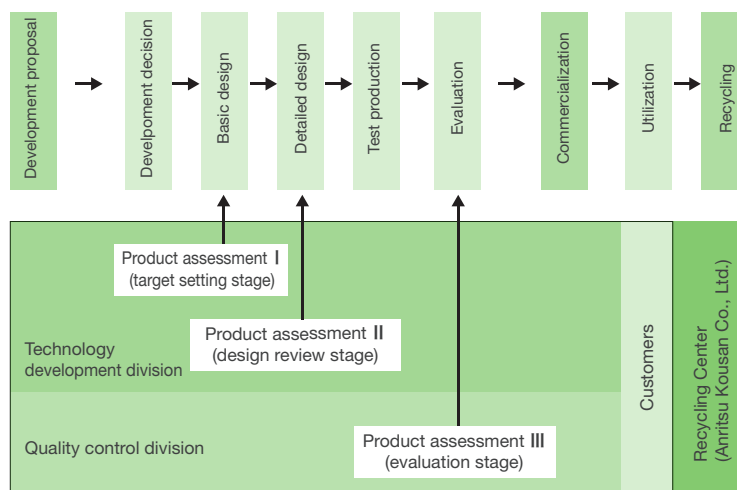 Development proposal
Develpoment decision
Basic design
Detailed design
Test production
Evaluation
Commercialization
Utilization
Recycling
Product assessment I
(target setting stage)
Product assessment II
(design review stage)
Technology
development division
Product assessment III
(evaluation stage)
Quality control division
Customers
Recycling Center
(Anritsu Kousan Co., Ltd.)